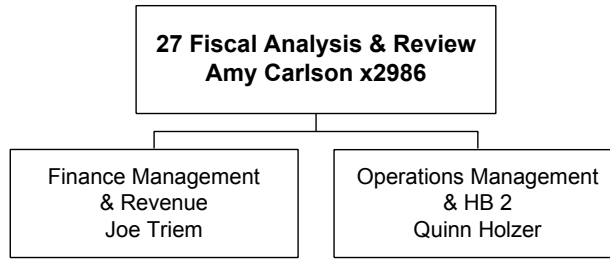 27 Fiscal Analysis & Review
Amy Carlson x2986
Finance Management
& Revenue
Joe Triem
Operations Management
& HB 2
Quinn Holzer